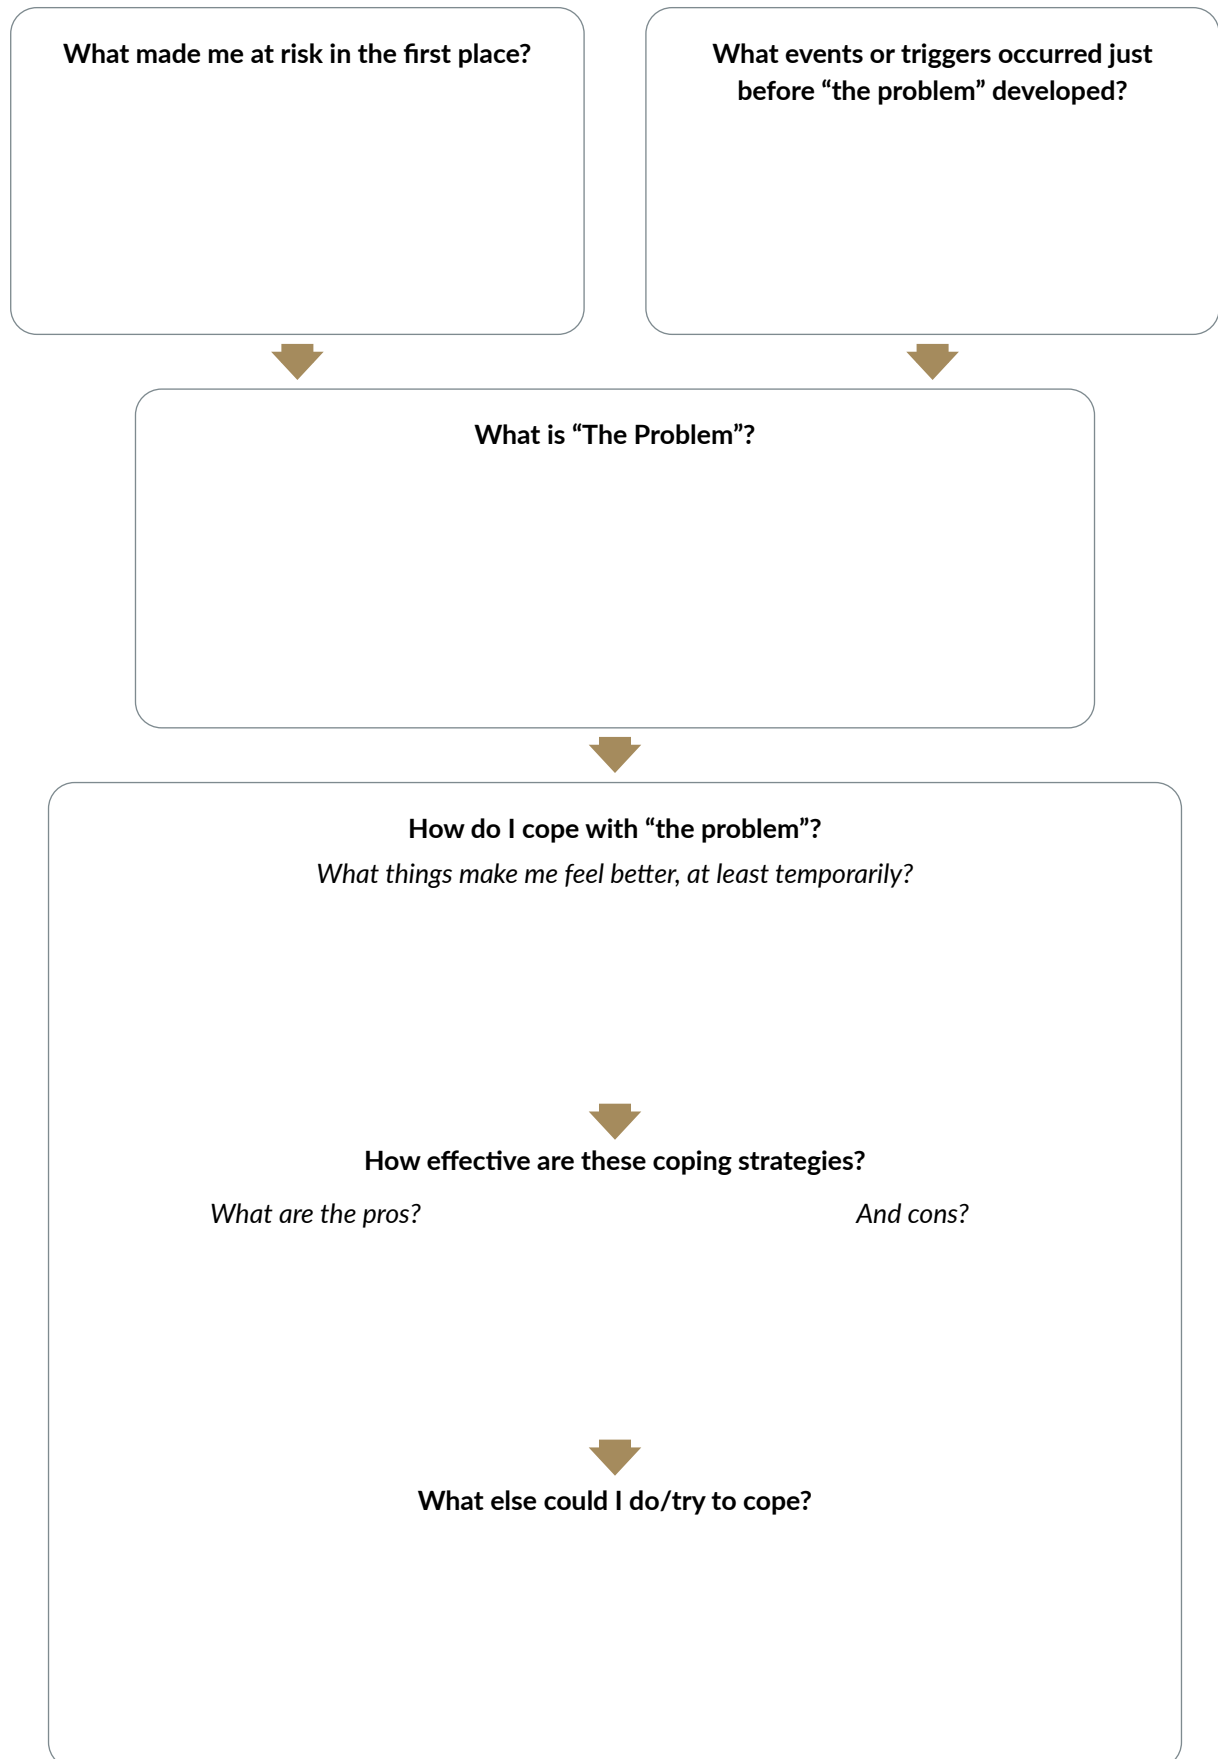 What made me at risk in the first place?
What events or triggers occurred just
before “the problem” developed?
What is “The Problem”?
How do I cope with “the problem”?
What things make me feel better, at least temporarily?
How effective are these coping strategies?
What are the pros?
And cons?
What else could I do/try to cope?